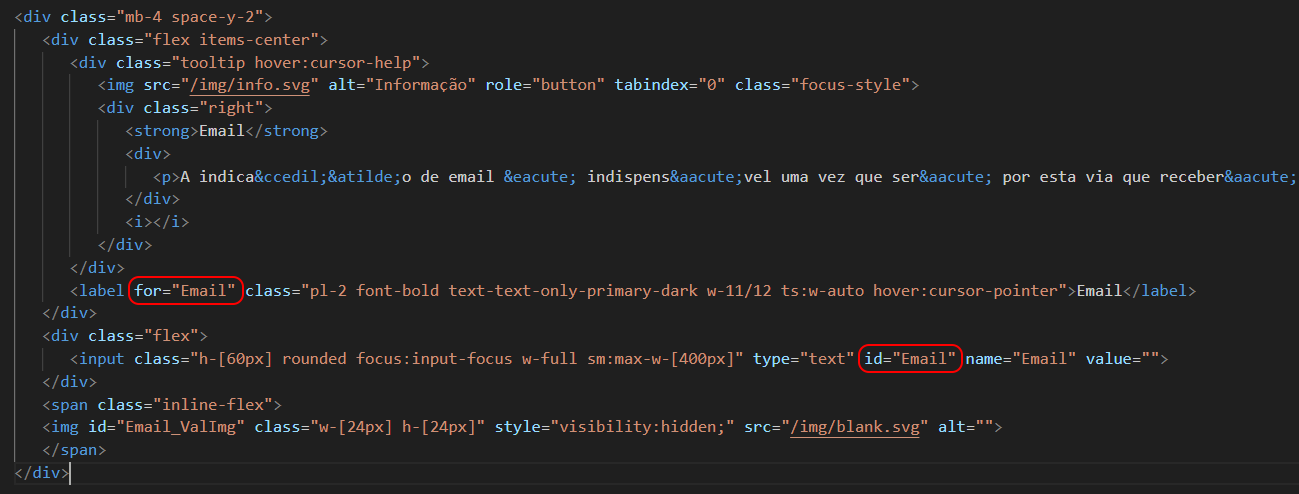 <div class="mb-4 space-y-2">
<div class="flex items-center">
<div class="tooltip hover:cursor-help">
<img src="/img/info.svg" alt="Informação" role="button" tabindex="0" class="focus-style">
<div class="right">
<strong>Email</strong>
<div>
<p>A indica&ccedil;&atilde;o de email &eacute; indispens&aacute;vel uma vez que ser&aacute; por esta via que receber&aacute;
</div>
<i></i>
</div>
</div>
<label for="Email" class="pl-2 font-bold text-text-only-primary-dark w-11/12 ts:w-auto hover:cursor-pointer">Email</label>
</div>
<div class="flex">
<input class="h-[60px] rounded focus:input-focus w-full sm:max-w-[400px]" type="text" id="Email" name="Email" value="">
</div>
<span class="inline-flex">
<img id="Email_ValImg" class="w-[24px] h-[24px]" style="visibility:hidden;" src="/img/blank.svg" alt="">
</span>
</div>